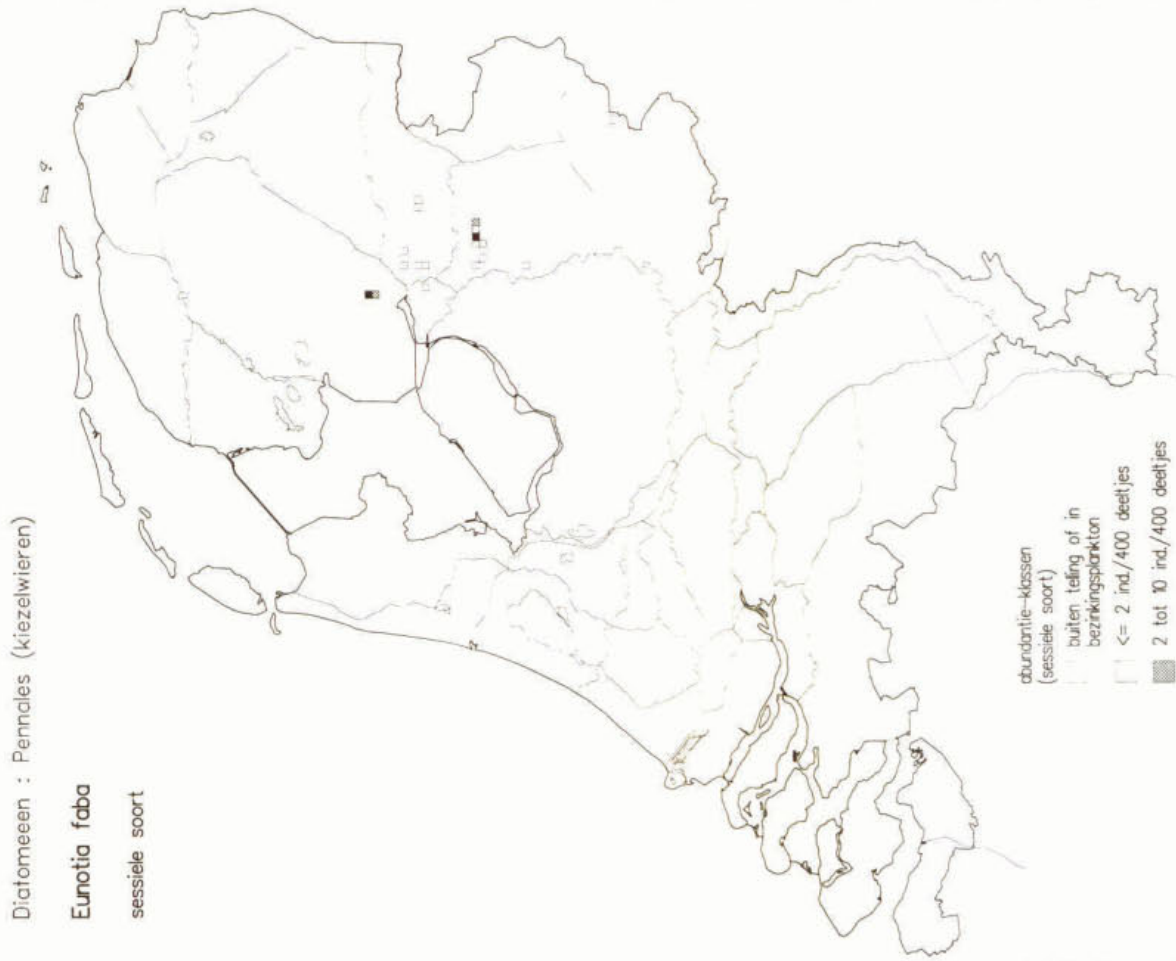 Diatomeeen : Pennales (kiezelwieren)
Eunotia faba
sessiele soort
abundantie-klassen
(sessiele soort)
buiten telling of in
bezinkingsplankton
<= 2 ind./400 deeltjes
2 tot 10 ind./400 deeltjes